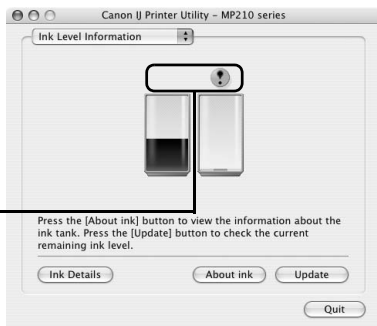 Canon IJ Printer Utility – MP210 series
Ink Level Information
!
Press the [About ink] button to view the information about the
ink tank. Press the [Update] button to check the current
remaining ink level.
Ink Details
About ink
Update
Quit